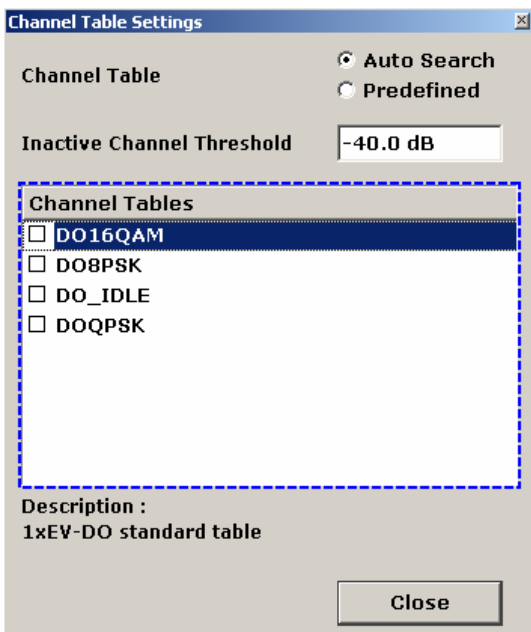 Channel Table Settings
Channel Table
Auto Search
Predefined
Inactive Channel Threshold
-40.0 dB
Channel Tables
DO16QAM
DO8PSK
DO_IDLE
DOQPSK
Description :
1xEV-DO standard table
Close